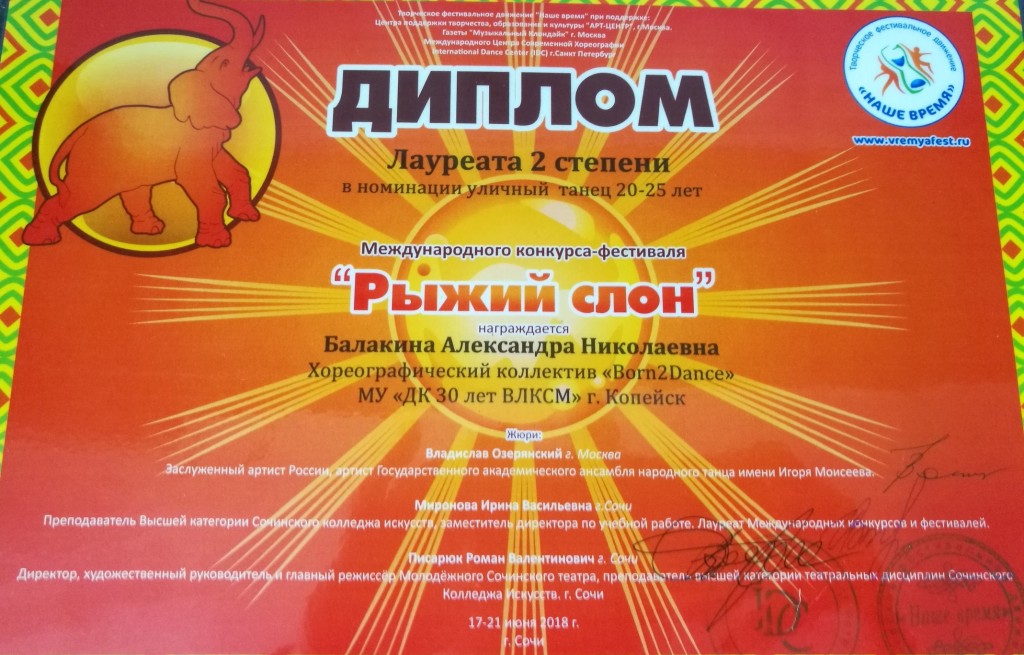 Творческое фестивальное движение "Наше время" при поддержке:
Центра поддержки творчества, образования и культуры "АРТ-ЦЕНТР", г.Москва.
Газеты "Музыкальный Клондайк" г. Москва
Международного Центра Современной Хореографии
International Dance Center (IDC) г.Санкт Петербург
Творческое фестивальное движение
«НАШЕ ВРЕМЯ»
www.vremyafest.ru
ДИПЛОМ
Лауреата 2 степени
в номинации уличный танец 20-25 лет
Международного конкурса-фестиваля
“Рыжий слон”
награждается
Балакина Александра Николаевна
Хореографический коллектив «Born2Dance»
МУ «ДК 30 лет ВЛКСМ» г. Копейск
Жюри:
Владислав Озерянский г. Москва
Заслуженный артист России, артист Государственного академического ансамбля народного танца имени Игоря Моисеева.
Миронова Ирина Васильевна г.Сочи
Преподаватель Высшей категории Сочинского колледжа искусств, заместитель директора по учебной работе. Лауреат Международных конкурсов и фестивалей.
Писарюк Роман Валентинович г. Сочи
Директор, художественный руководитель и главный режиссёр Молодёжного Сочинского театра, преподаватель высшей категории театральных дисциплин Сочинского
Колледжа Искусств. г. Сочи
«Наше время»
17-21 июня 2018 г.
г. Сочи